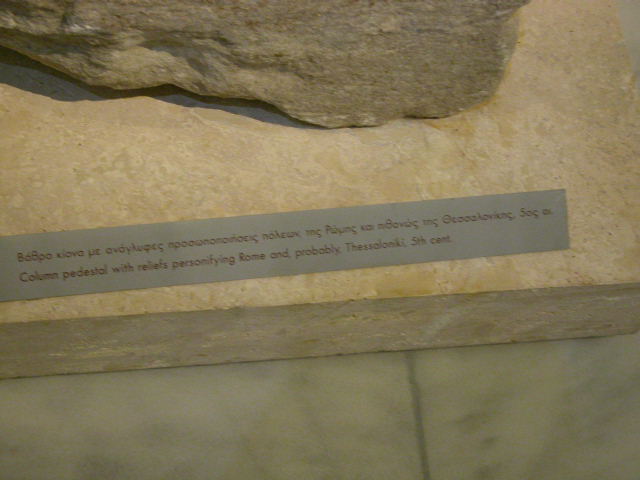 Βάθρο κίονα με ανάγλυφες προσωποποιήσεις πόλεων, της Ρώμης και πιθανώς της Θεσσαλονίκης, 5ος αι.
Column pedestal with reliefs personifying Rome and, probably, Thessaloniki, 5th cent.